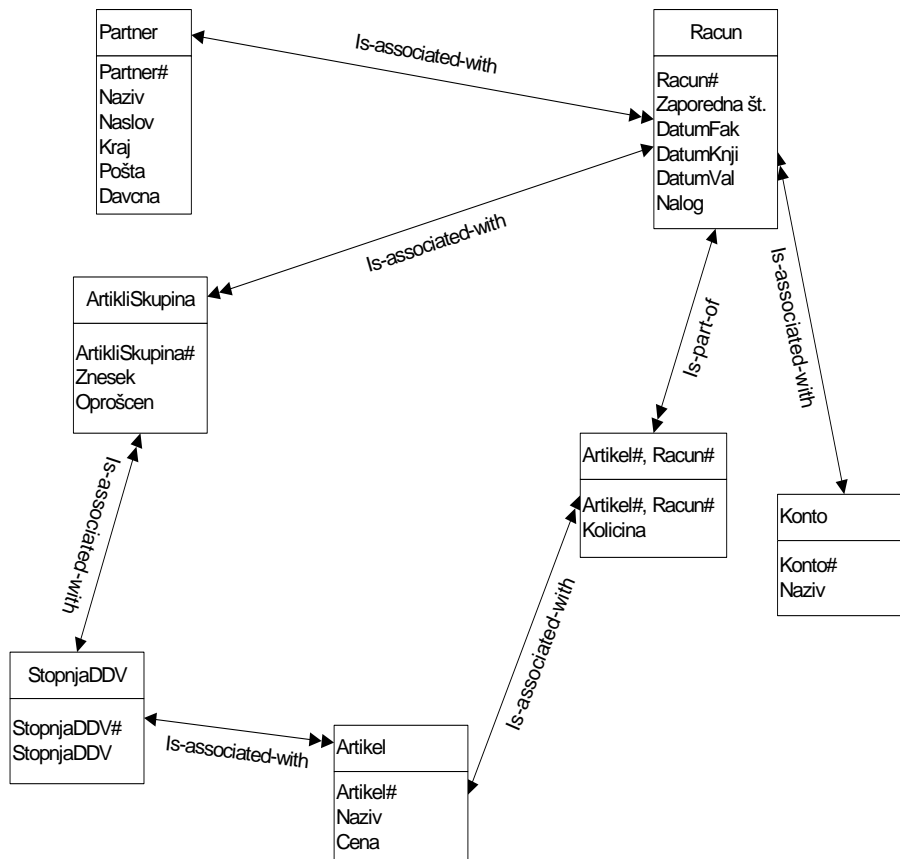 Partner
Partner#
Naziv
Naslov
Kraj
Pošta
Davcna
Is-associated-with
Racun
Racun#
Zaporedna št.
DatumFak
DatumKnji
DatumVal
Nalog
Is-associated-with
Is-associated-with
Is-part-of
ArtikliSkupina
ArtikliSkupina#
Znesek
Oprošcen
Is-associated-with
Artikel#, Racun#
Artikel#, Racun#
Kolicina
Konto
Konto#
Naziv
Is-associated-with
StopnjaDDV
StopnjaDDV#
StopnjaDDV
Is-associated-with
Artikel
Artikel#
Naziv
Cena